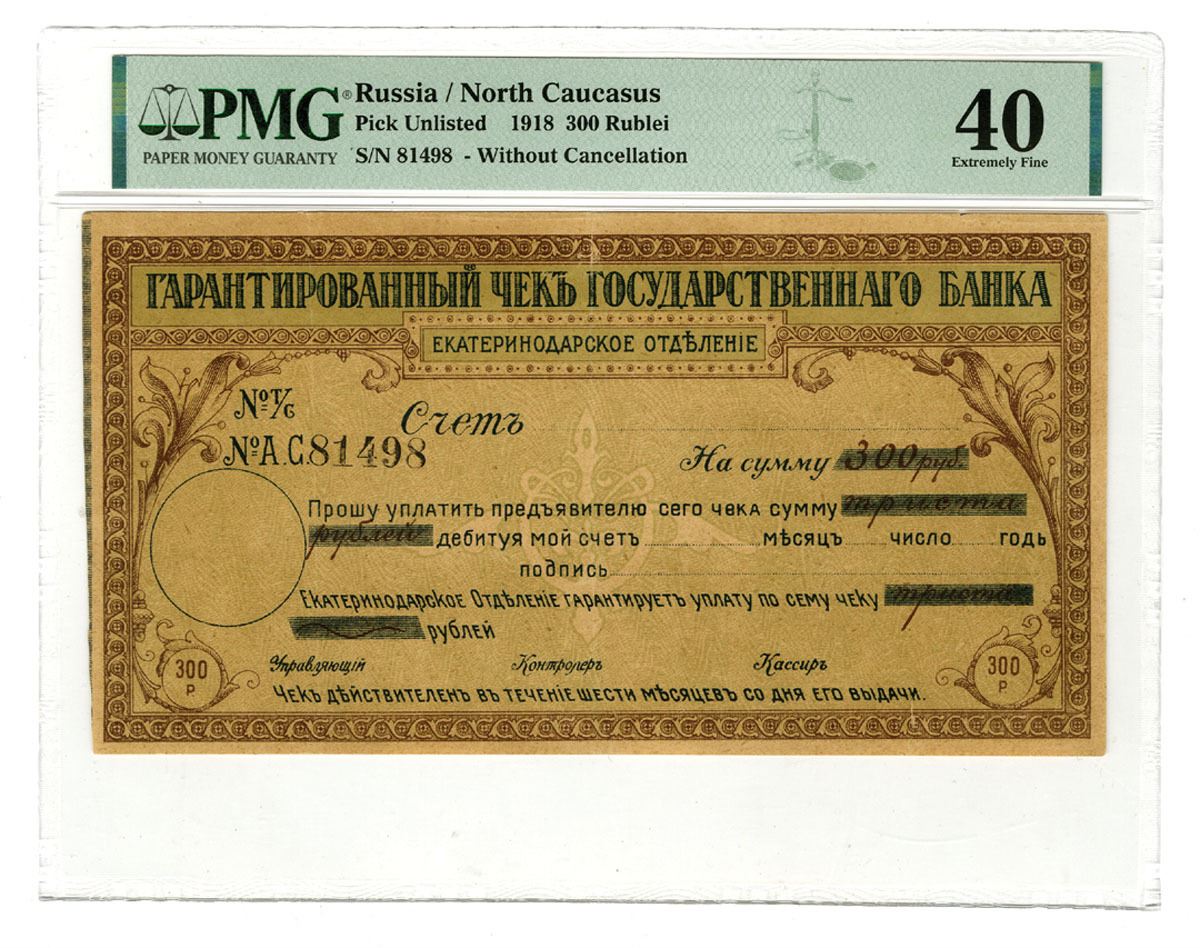 PMG® Russia / North Caucasus
Pick Unlisted 1918 300 Rublei
PAPER MONEY GUARANTY S/N 81498 - Without Cancellation
40
Extremely Fine
ГАРАНТИРОВАННЫЙ ЧЕКЪ ГОСУДАРСТВЕННАГО БАНКА
ЕКАТЕРИНОДАРСКОЕ ОТДѢЛЕНІЕ
№ Т/С
Счетъ
№ А.С. 81498
На сумму 300 руб.
Прошу уплатить предъявителю сего чека сумму триста
рублей дебитуя мой счетъ мѣсяцъ число годъ
подпись
Екатеринодарское Отдѣленіе гарантируетъ уплату по сему чеку триста
рублей
300 Р
Управляющій Контролеръ Кассиръ
300 Р
Чекъ дѣйствителенъ въ теченіе шести мѣсяцевъ со дня его выдачи.